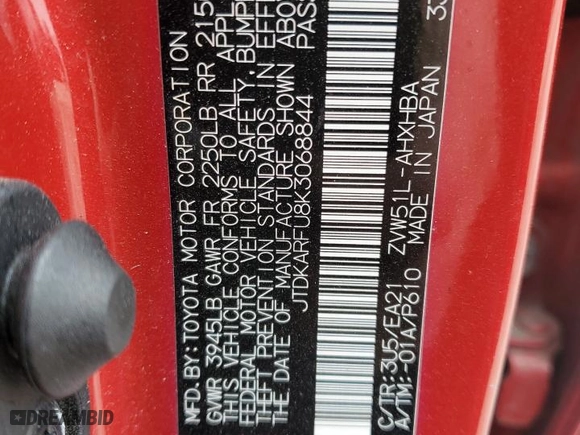 MFD.BY: TOYOTA MOTOR CORPORATION
GVWR 3945LB GAWR FR 2250LB RR 215
THIS VEHICLE CONFORMS TO ALL APPL
FEDERAL MOTOR VEHICLE SAFETY, BUMP
THEFT PREVENTION STANDARDS IN EFF
THE DATE OF MANUFACTURE SHOWN ABO
JTDKARFU8K3068844 PAS
C/TR: 3U5/EA21 ZVW51L-AHXHBA
A/TM: -01A/P610 MADE IN JAPAN 33
DREAMBID